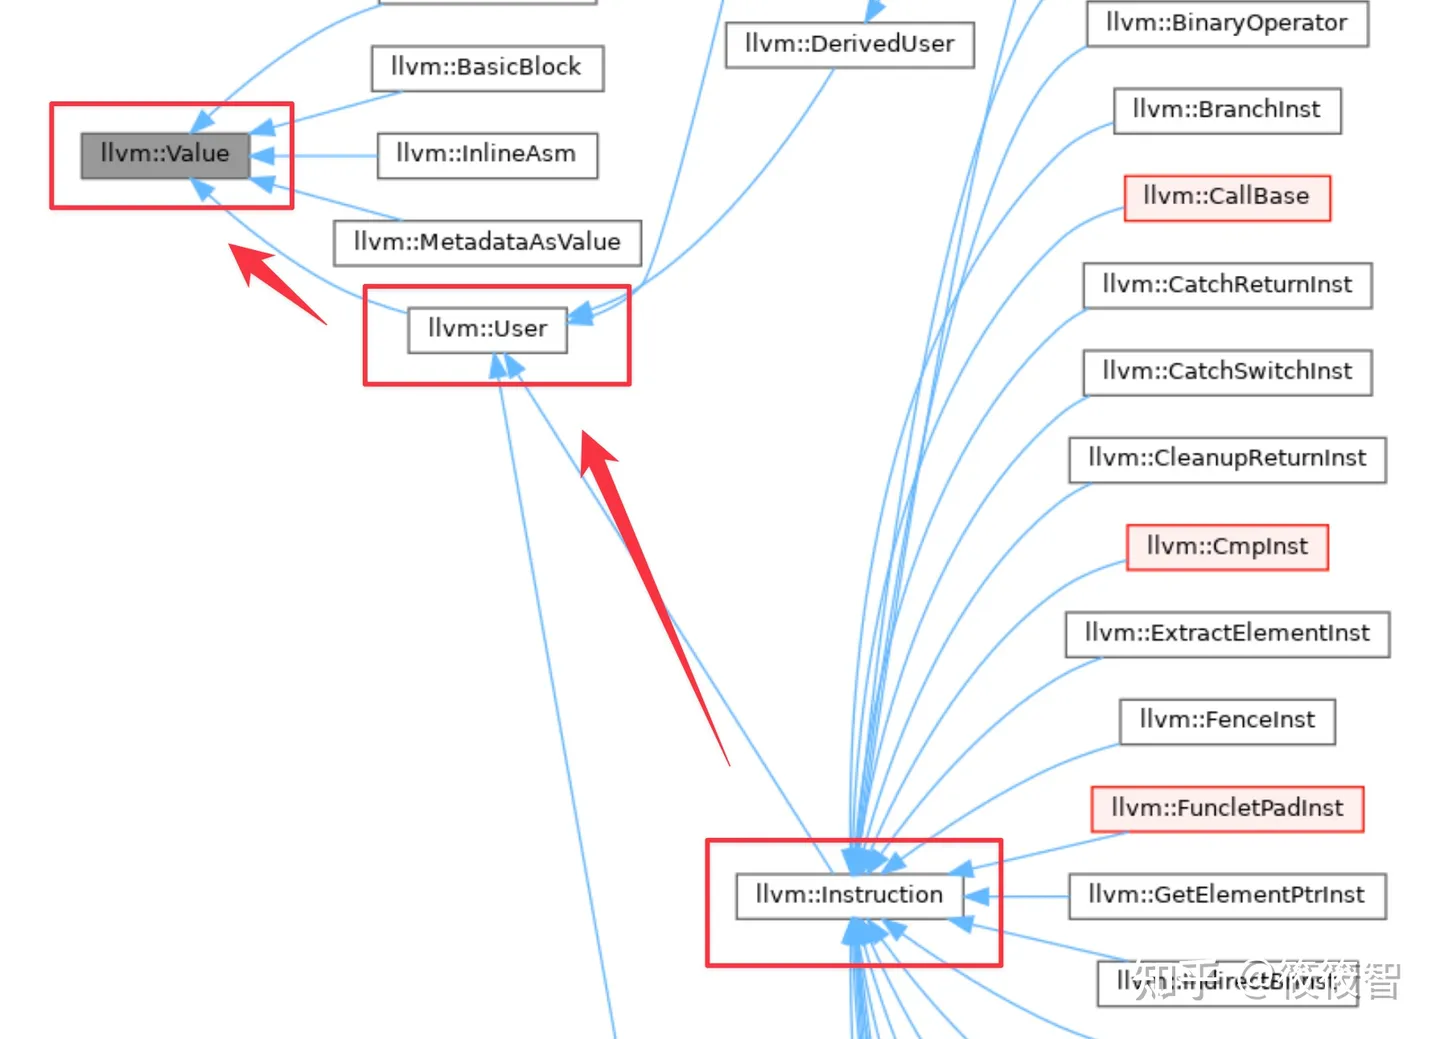 llvm::BasicBlock
llvm::Value
llvm::InlineAsm
llvm::MetadataAsValue
llvm::User
llvm::DerivedUser
llvm::Instruction
llvm::BinaryOperator
llvm::BranchInst
llvm::CallBase
llvm::CatchReturnInst
llvm::CatchSwitchInst
llvm::CleanupReturnInst
llvm::CmpInst
llvm::ExtractElementInst
llvm::FenceInst
llvm::FuncletPadInst
llvm::GetElementPtrInst
llvm::IndirectBrInst
知乎 @筱筱智